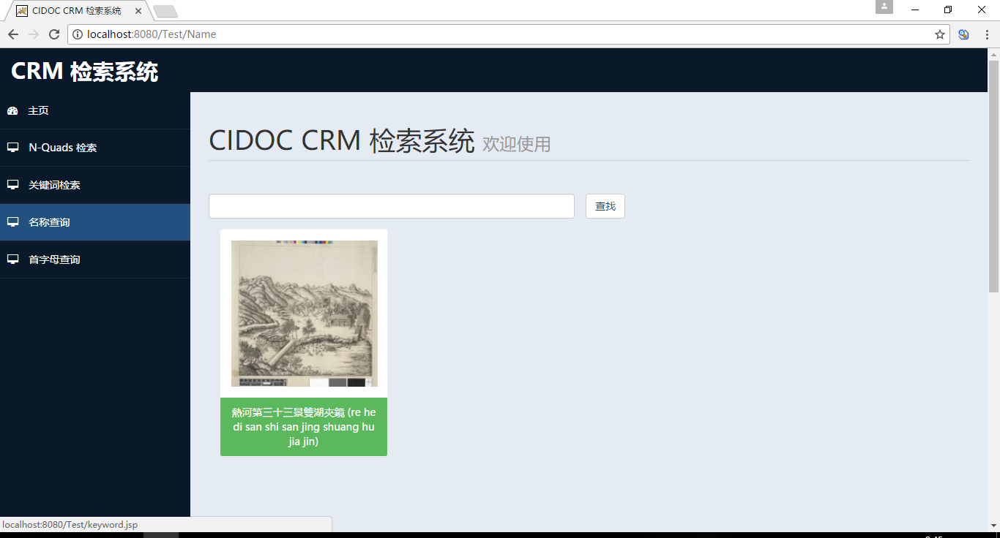 CIDOC CRM 检索系统
localhost:8080/Test/Name
CRM 检索系统
主页
N-Quads 检索
关键词检索
名称查询
首字母查询
CIDOC CRM 检索系统 欢迎使用
查找
熱河第三十三景雙湖夾鏡 (re he
di san shi san jing shuang hu
jia jin)
localhost:8080/Test/keyword.jsp